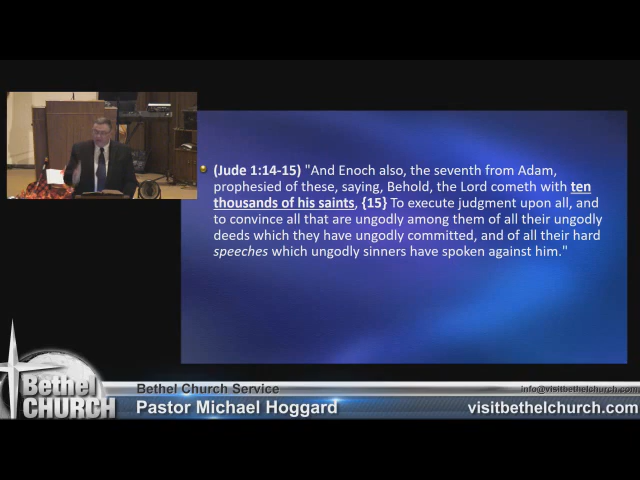 (Jude 1:14-15) "And Enoch also, the seventh from Adam,
prophesied of these, saying, Behold, the Lord cometh with ten
thousands of his saints, {15} To execute judgment upon all, and
to convince all that are ungodly among them of all their ungodly
deeds which they have ungodly committed, and of all their hard
speeches which ungodly sinners have spoken against him."
Bethel
CHURCH
Bethel Church Service
info@visitbethelchurch.com
Pastor Michael Hoggard
visitbethelchurch.com